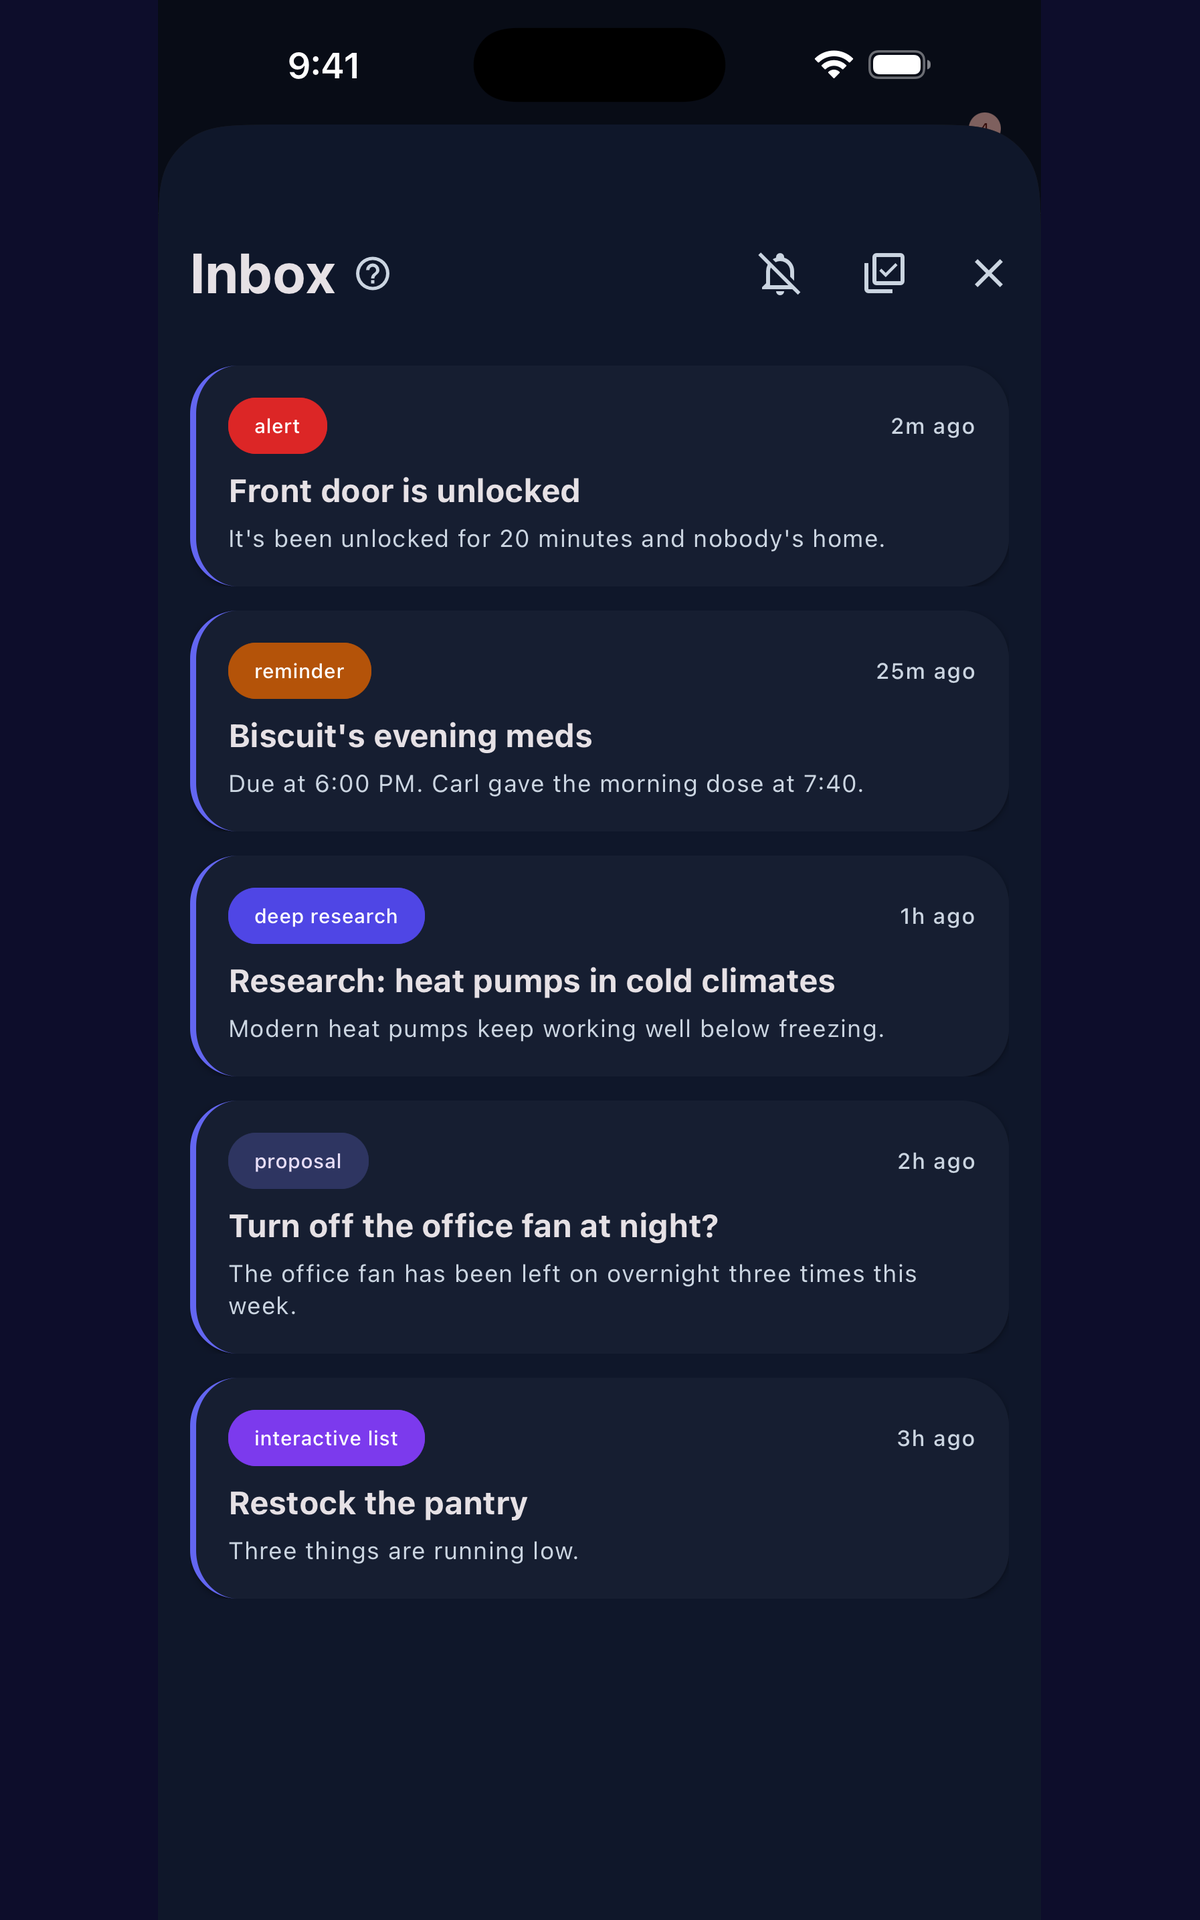 9:41
Inbox
alert
2m ago
Front door is unlocked
It's been unlocked for 20 minutes and nobody's home.
reminder
25m ago
Biscuit's evening meds
Due at 6:00 PM. Carl gave the morning dose at 7:40.
deep research
1h ago
Research: heat pumps in cold climates
Modern heat pumps keep working well below freezing.
proposal
2h ago
Turn off the office fan at night?
The office fan has been left on overnight three times this
week.
interactive list
3h ago
Restock the pantry
Three things are running low.